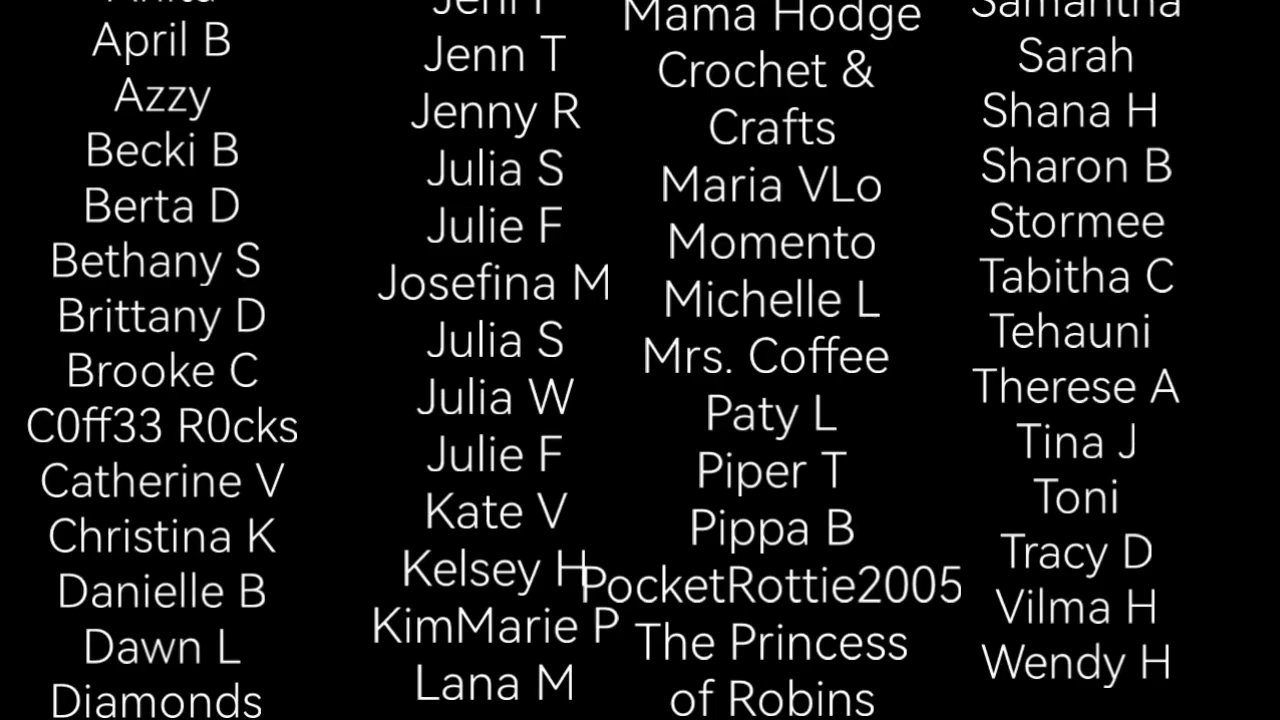 April B
Azzy
Becki B
Berta D
Bethany S
Brittany D
Brooke C
C0ff33 R0cks
Catherine V
Christina K
Danielle B
Dawn L
Diamonds
Jenn T
Jenny R
Julia S
Julie F
Josefina M
Julia S
Julia W
Julie F
Kate V
Kelsey H
KimMarie P
Lana M
Mama Hodge
Crochet &
Crafts
Maria VLo
Momento
Michelle L
Mrs. Coffee
Paty L
Piper T
Pippa B
PocketRottie2005
The Princess
of Robins
Samantha
Sarah
Shana H
Sharon B
Stormee
Tabitha C
Tehauni
Therese A
Tina J
Toni
Tracy D
Vilma H
Wendy H